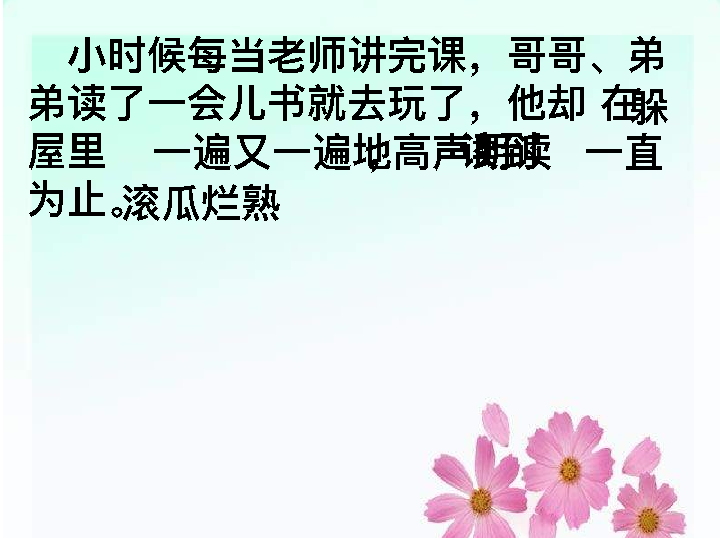 小时候每当老师讲完课，哥哥、弟
弟读了一会儿书就去玩了，他却躲在
屋里，一遍又一遍地高声朗读，一直
为止。滚瓜烂熟